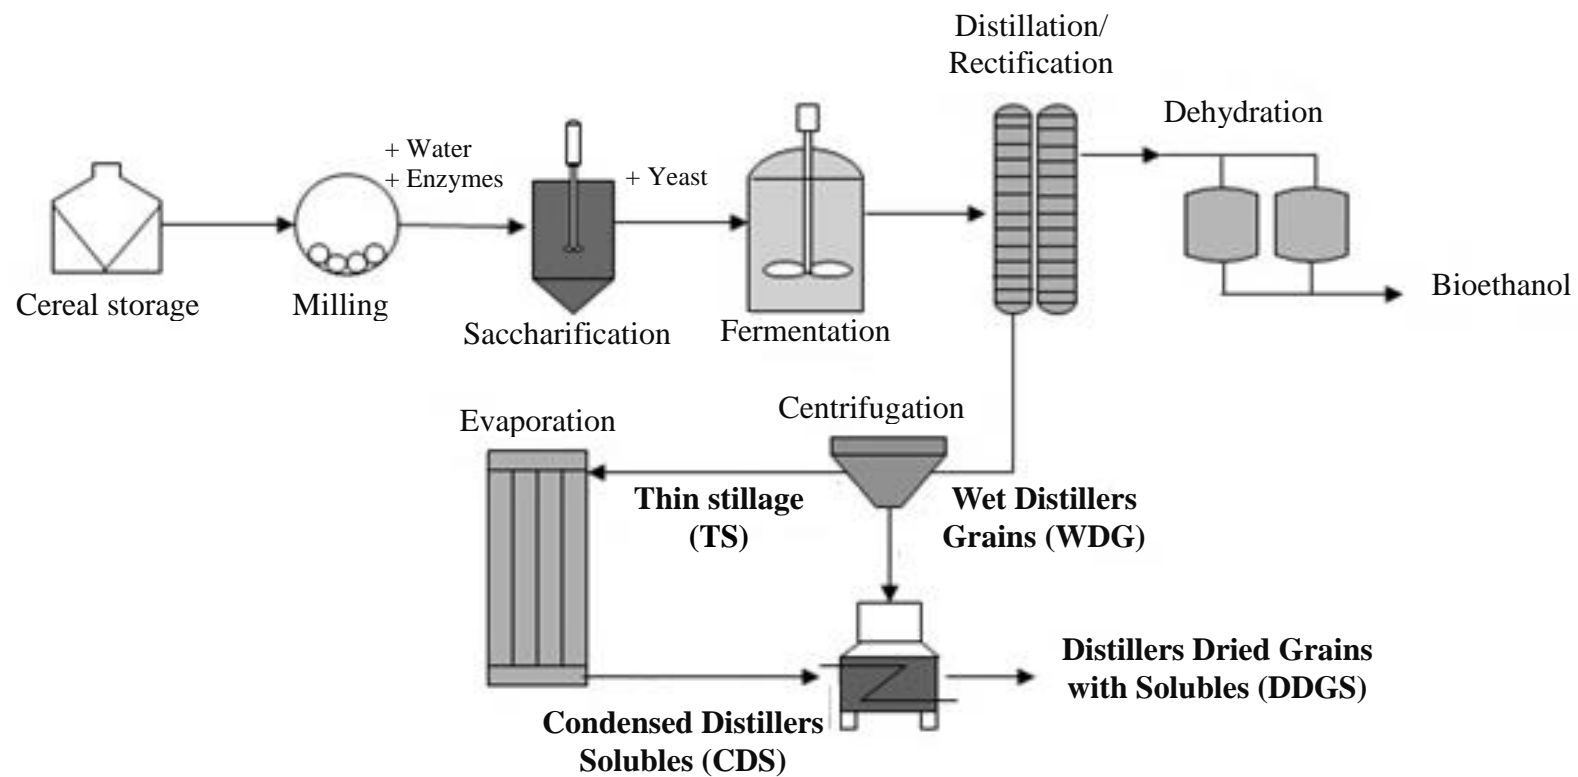 Distillation/
Rectification
Dehydration
+ Water
+ Enzymes
+ Yeast
Cereal storage
Milling
Saccharification
Fermentation
Bioethanol
Evaporation
Centrifugation
Thin stillage
(TS)
Wet Distillers
Grains (WDG)
Distillers Dried Grains
with Solubles (DDGS)
Condensed Distillers
Solubles (CDS)